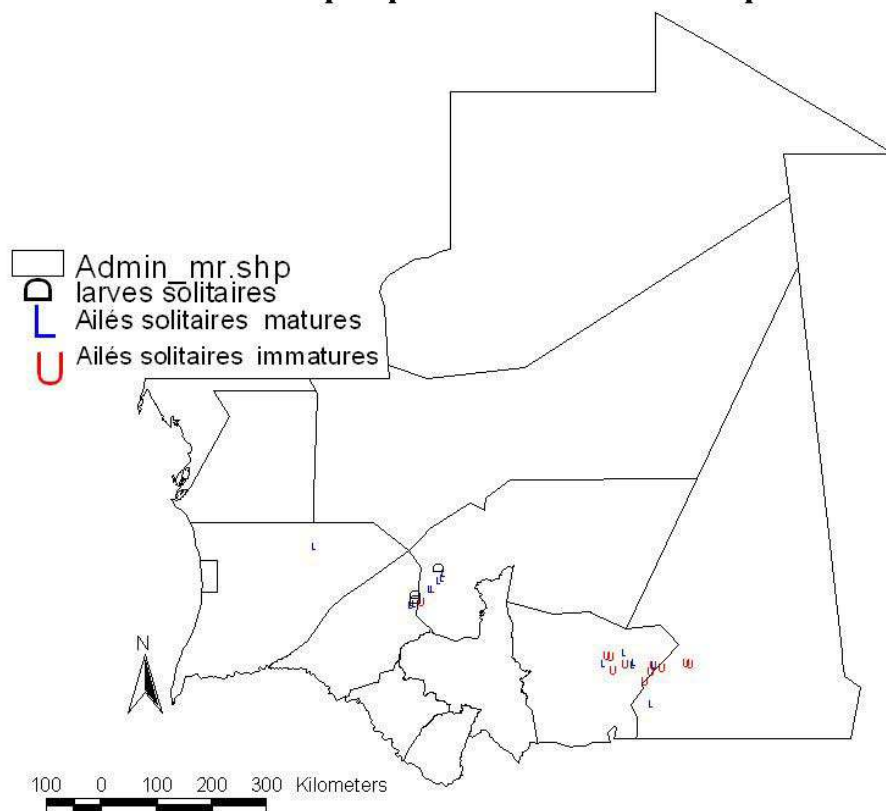 Admin_mr.shp
larves solitaires
Ailés solitaires matures
Ailés solitaires immatures
N
100 0 100 200 300 Kilometers